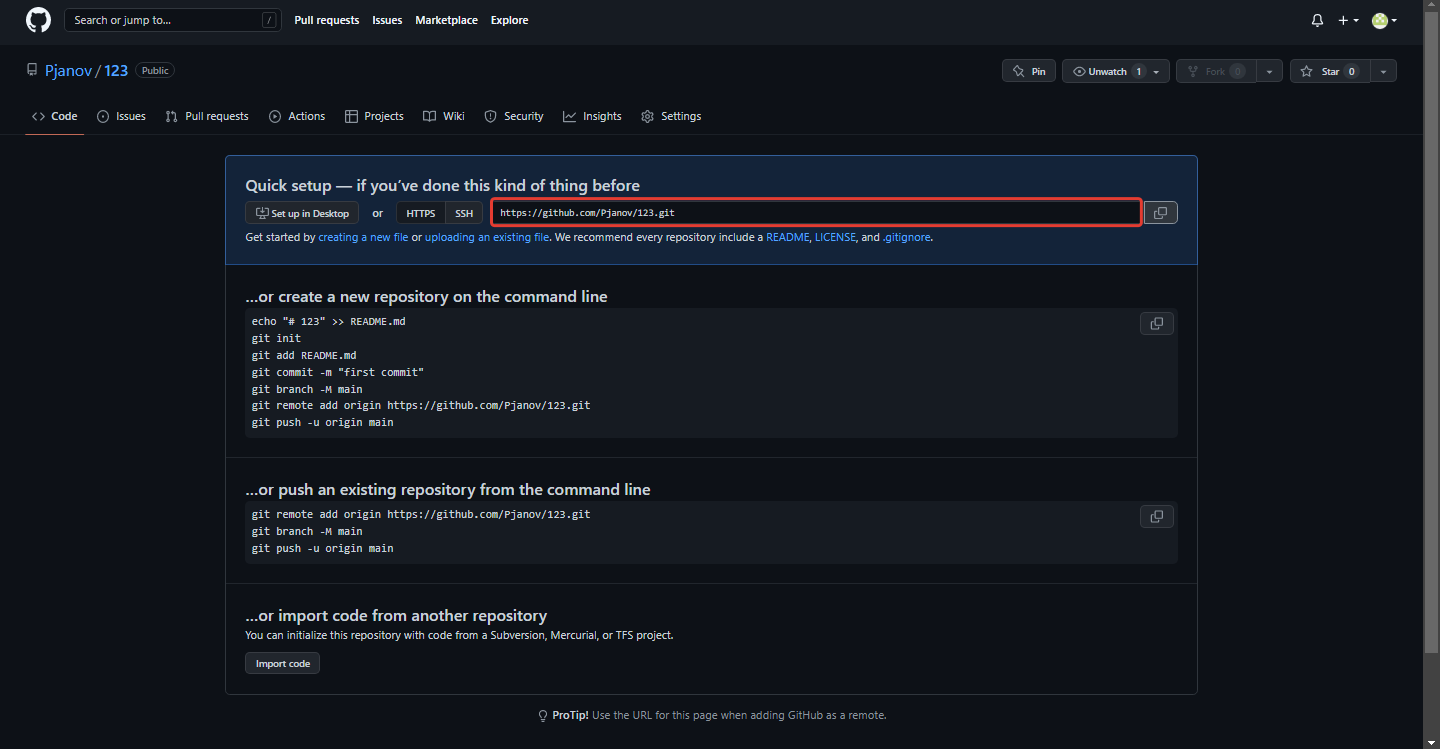 Search or jump to... / Pull requests Issues Marketplace Explore
Pjanov / 123 Public Pin Unwatch 1 Fork 0 Star 0
Code Issues Pull requests Actions Projects Wiki Security Insights Settings
Quick setup — if you've done this kind of thing before
Set up in Desktop or HTTPS SSH https://github.com/Pjanov/123.git
Get started by creating a new file or uploading an existing file. We recommend every repository include a README, LICENSE, and .gitignore.
...or create a new repository on the command line
echo "# 123" >> README.md
git init
git add README.md
git commit -m "first commit"
git branch -M main
git remote add origin https://github.com/Pjanov/123.git
git push -u origin main
...or push an existing repository from the command line
git remote add origin https://github.com/Pjanov/123.git
git branch -M main
git push -u origin main
...or import code from another repository
You can initialize this repository with code from a Subversion, Mercurial, or TFS project.
Import code
ProTip! Use the URL for this page when adding GitHub as a remote.